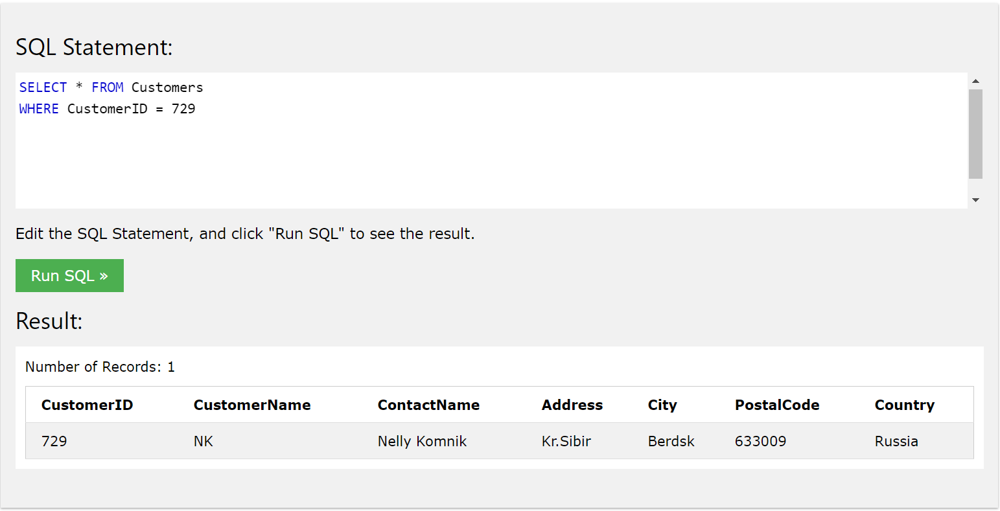 SQL Statement:
SELECT * FROM Customers
WHERE CustomerID = 729
Edit the SQL Statement, and click "Run SQL" to see the result.
Run SQL »
Result:
Number of Records: 1
CustomerID CustomerName ContactName Address City PostalCode Country
729 NK Nelly Komnik Kr.Sibir Berdsk 633009 Russia